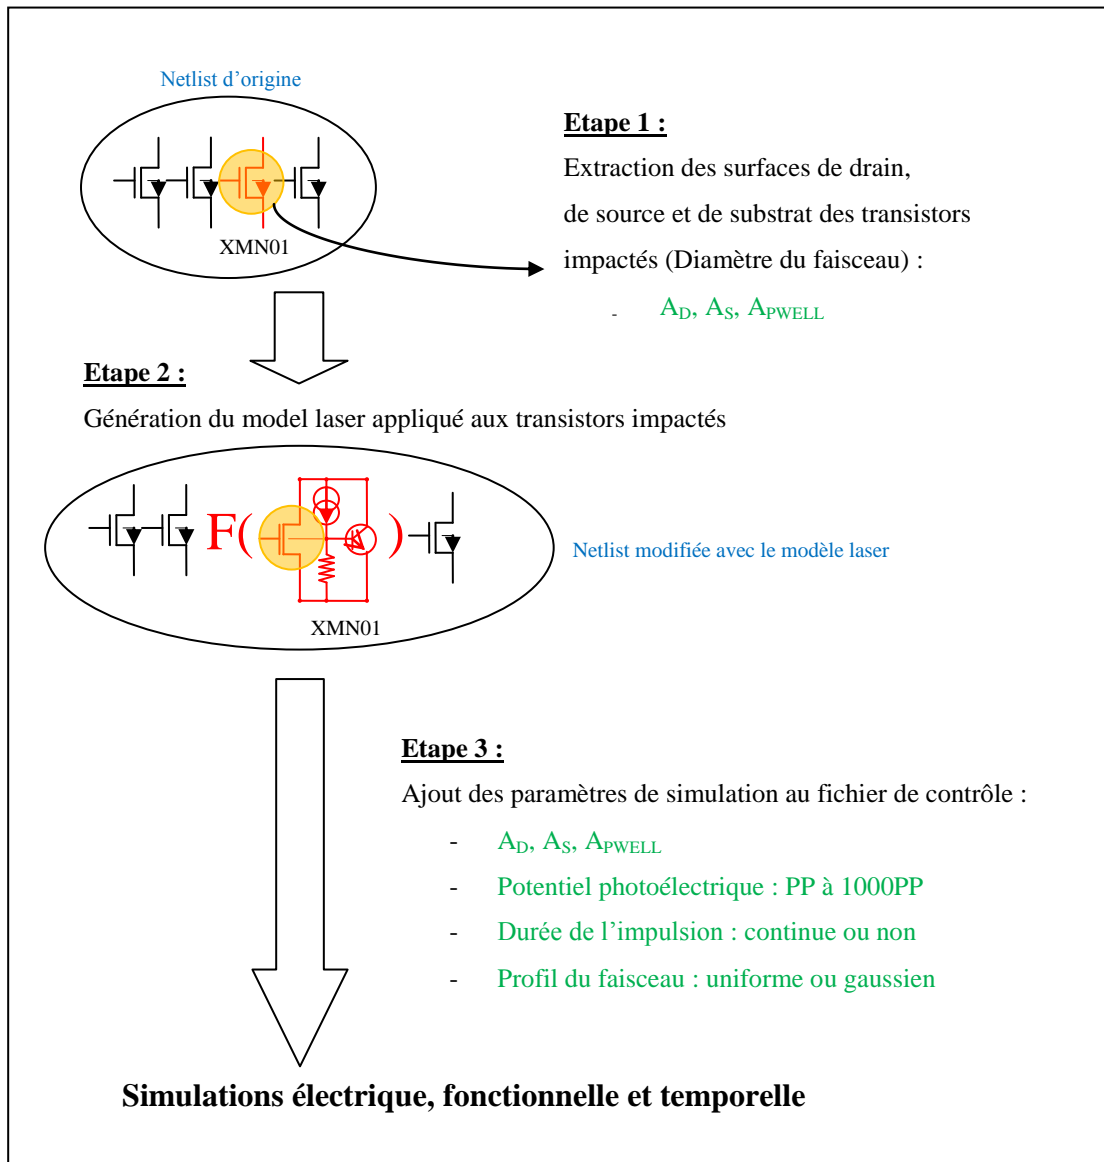 Netlist d’origine
XMN01
Etape 1 :
Extraction des surfaces de drain,
de source et de substrat des transistors
impactés (Diamètre du faisceau) :
- AD, AS, APWELL
Etape 2 :
Génération du model laser appliqué aux transistors impactés
F( )
XMN01
Netlist modifiée avec le modèle laser
Etape 3 :
Ajout des paramètres de simulation au fichier de contrôle :
- AD, AS, APWELL
- Potentiel photoélectrique : PP à 1000PP
- Durée de l’impulsion : continue ou non
- Profil du faisceau : uniforme ou gaussien
Simulations électrique, fonctionnelle et temporelle